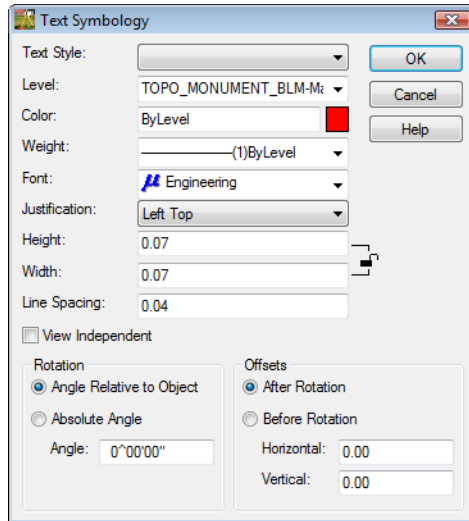 Text Symbology
Text Style:
OK
Level: TOPO_MONUMENT_BLM-Ma
Cancel
Color: ByLevel
Help
Weight: (1)ByLevel
Font: Engineering
Justification: Left Top
Height: 0.07
Width: 0.07
Line Spacing: 0.04
View Independent
Rotation
Angle Relative to Object
Absolute Angle
Angle: 0^00'00"
Offsets
After Rotation
Before Rotation
Horizontal: 0.00
Vertical: 0.00